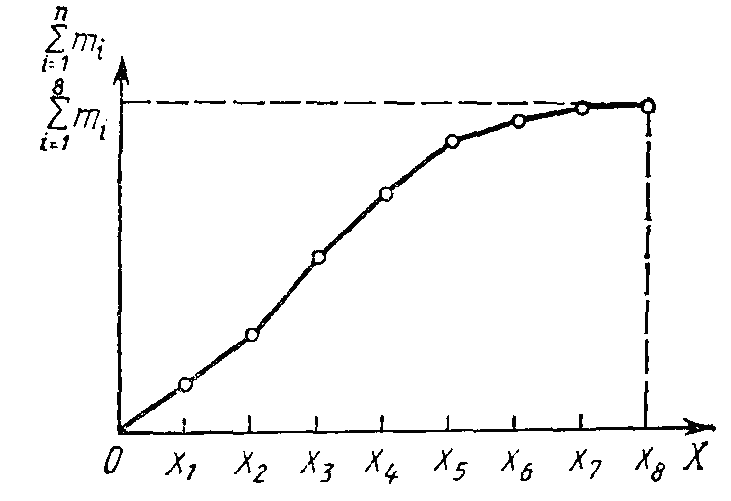 n
∑ mᵢ
i=1
8
∑ mᵢ
i=1
0 X₁ X₂ X₃ X₄ X₅ X₆ X₇ X₈ X